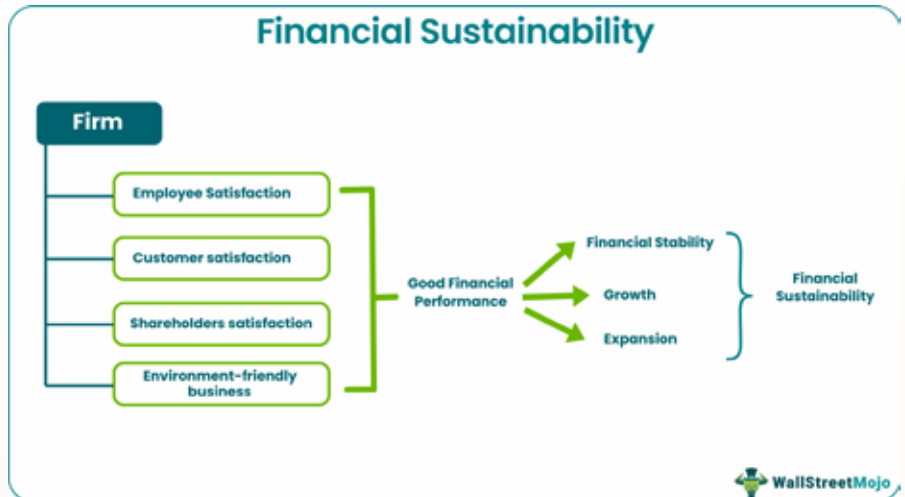 Financial Sustainability
Firm
Employee Satisfaction
Customer satisfaction
Shareholders satisfaction
Environment-friendly
business
Good Financial
Performance
Financial Stability
Growth
Expansion
Financial
Sustainability
WallStreetMojo